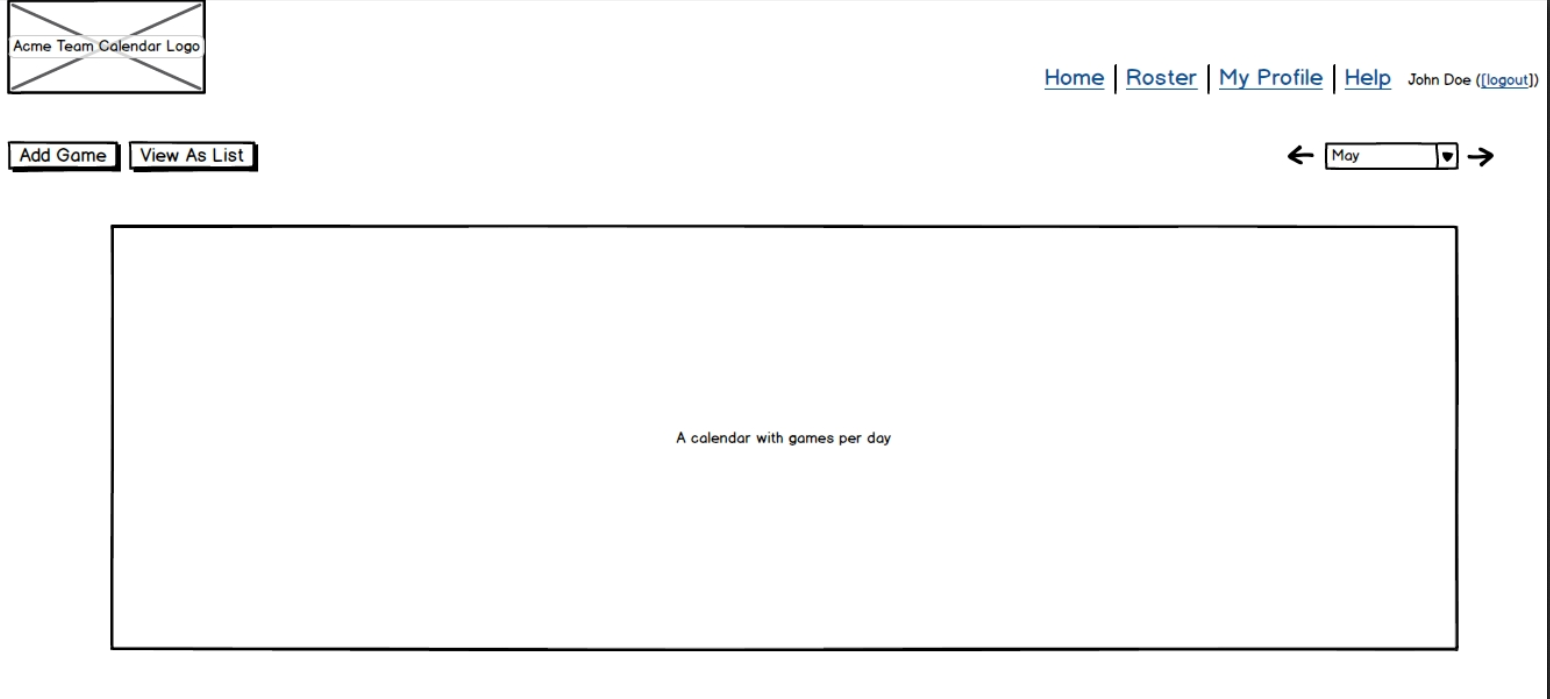 Acme Team Calendar Logo
Home | Roster | My Profile | Help John Doe ([logout])
Add Game View As List May
A calendar with games per day